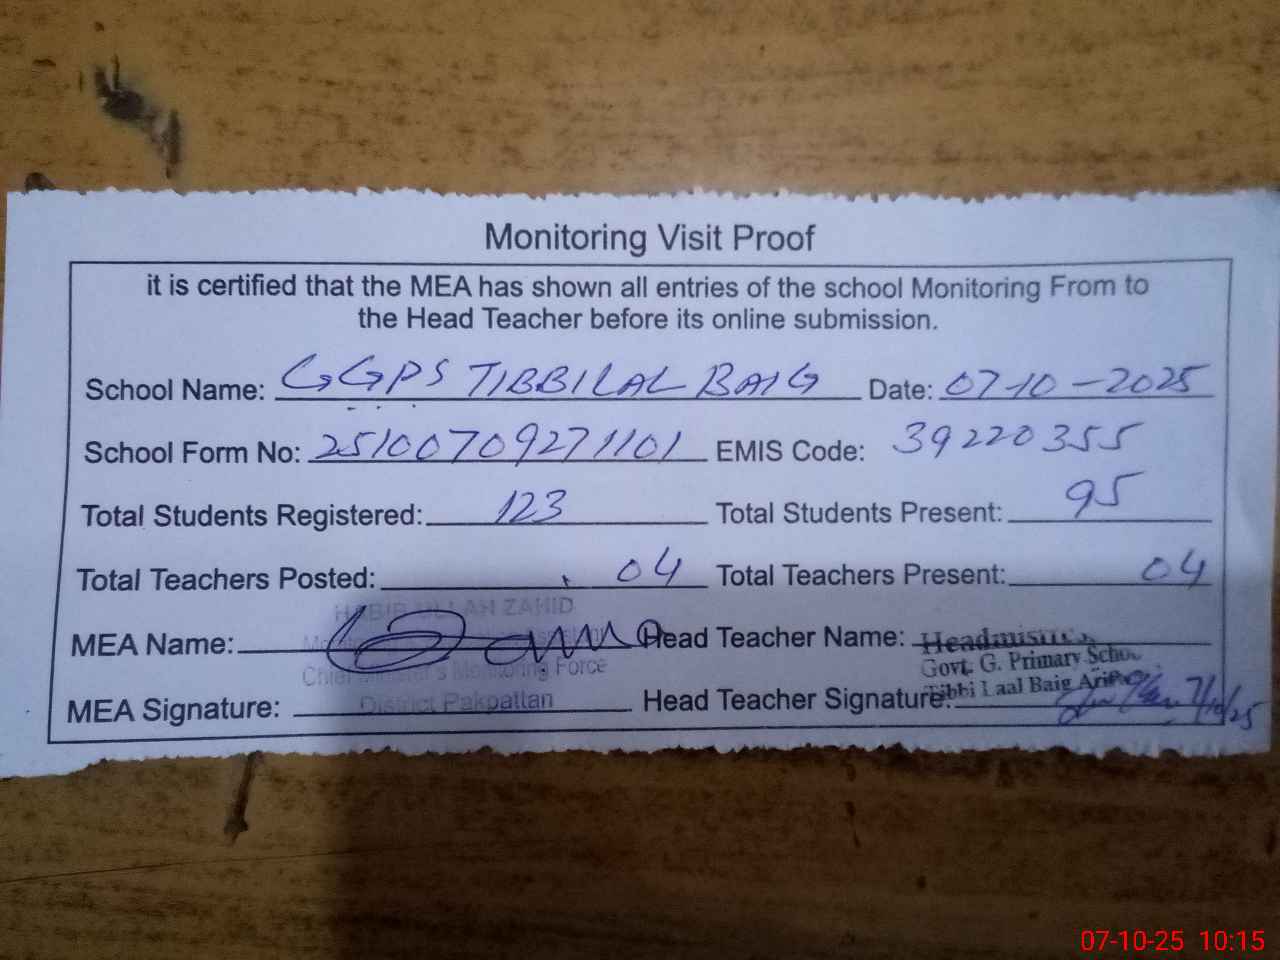 Monitoring Visit Proof
it is certified that the MEA has shown all entries of the school Monitoring From to
the Head Teacher before its online submission.
School Name: GGPS TIBBI LAL BAIG Date: 07-10-2025
School Form No: 25100709271101 EMIS Code: 39220355
Total Students Registered: 123 Total Students Present: 95
Total Teachers Posted: 04 Total Teachers Present: 04
HABIB ULLAH ZAHID
MEA Name: Head Teacher Name: Headmistress
Chief Minister's Monitoring Force Govt. G. Primary School
District Pakpattan Tibbi Laal Baig
MEA Signature: Head Teacher Signature: 7/10/25
07-10-25 10:15